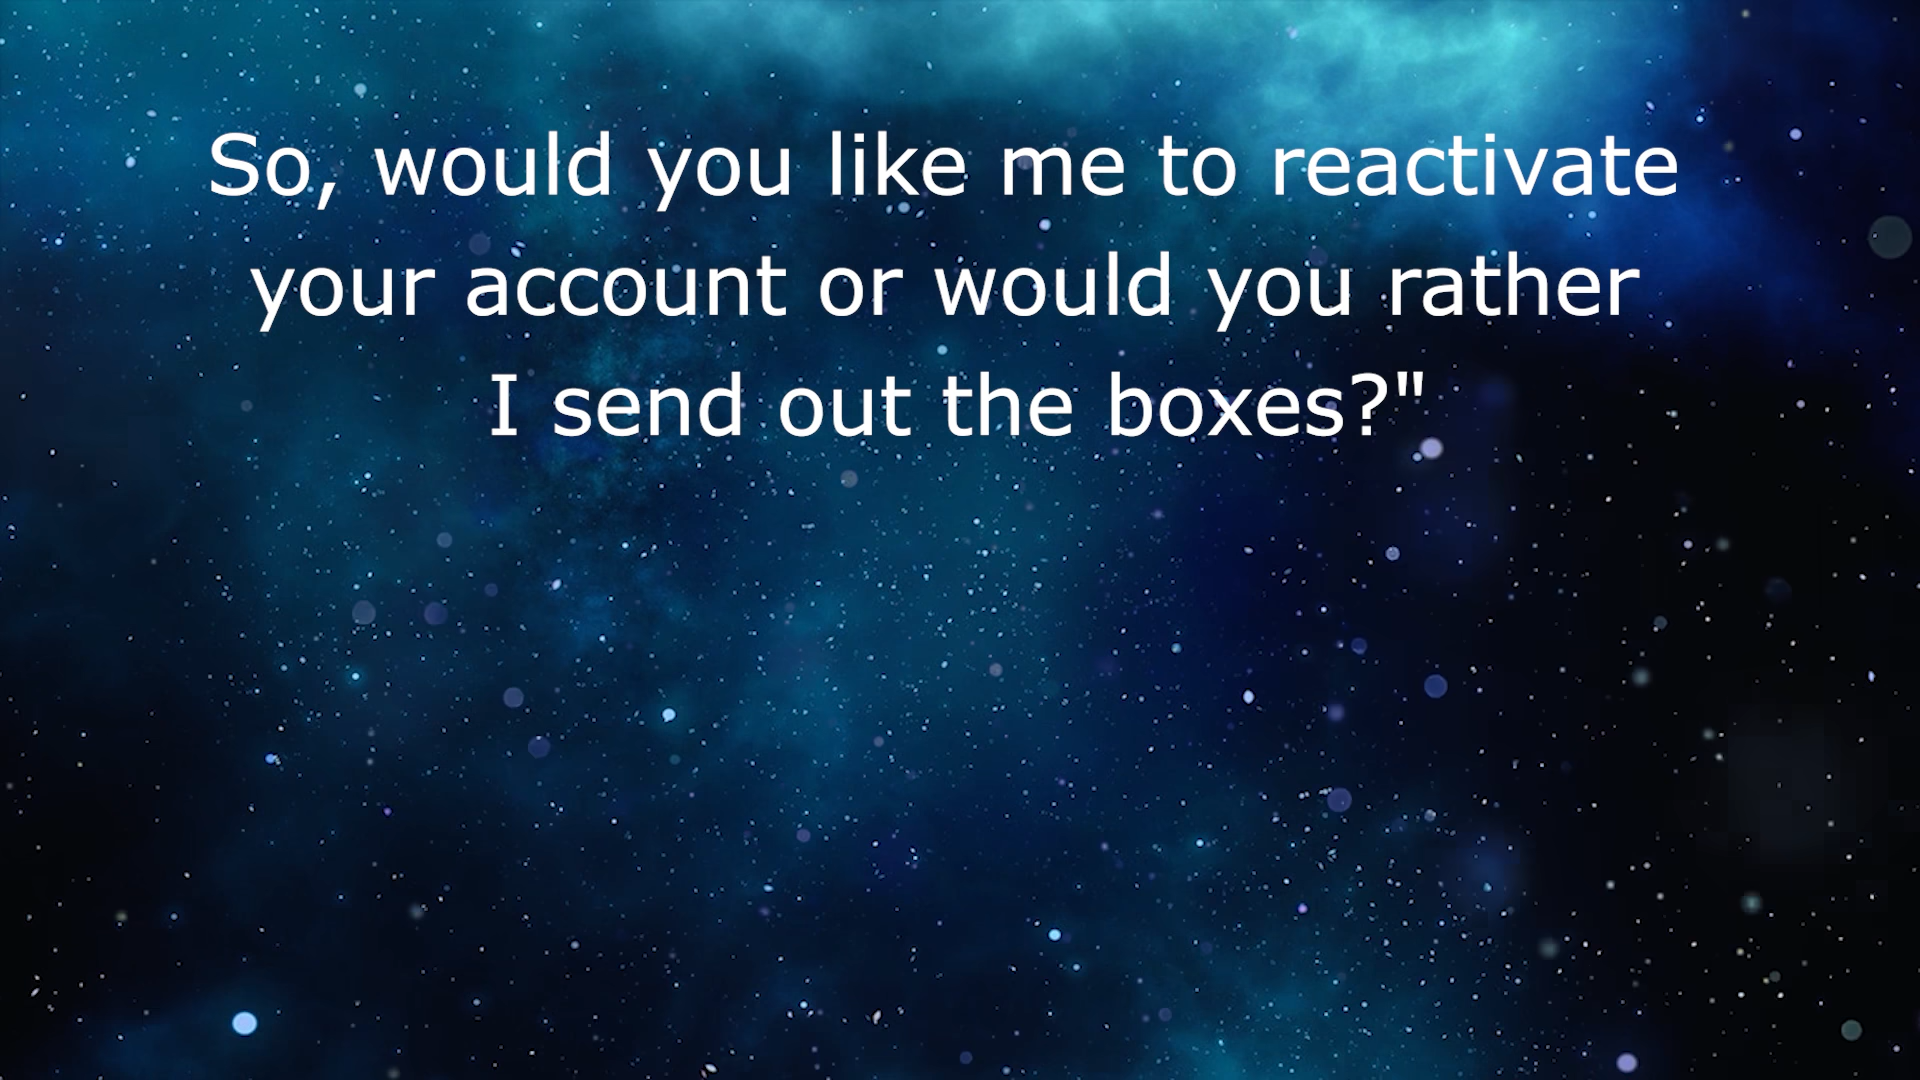 So, would you like me to reactivate
your account or would you rather
I send out the boxes?"